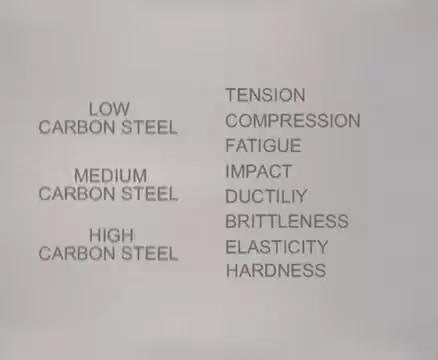 LOW
CARBON STEEL
MEDIUM
CARBON STEEL
HIGH
CARBON STEEL
TENSION
COMPRESSION
FATIGUE
IMPACT
DUCTILIY
BRITTLENESS
ELASTICITY
HARDNESS